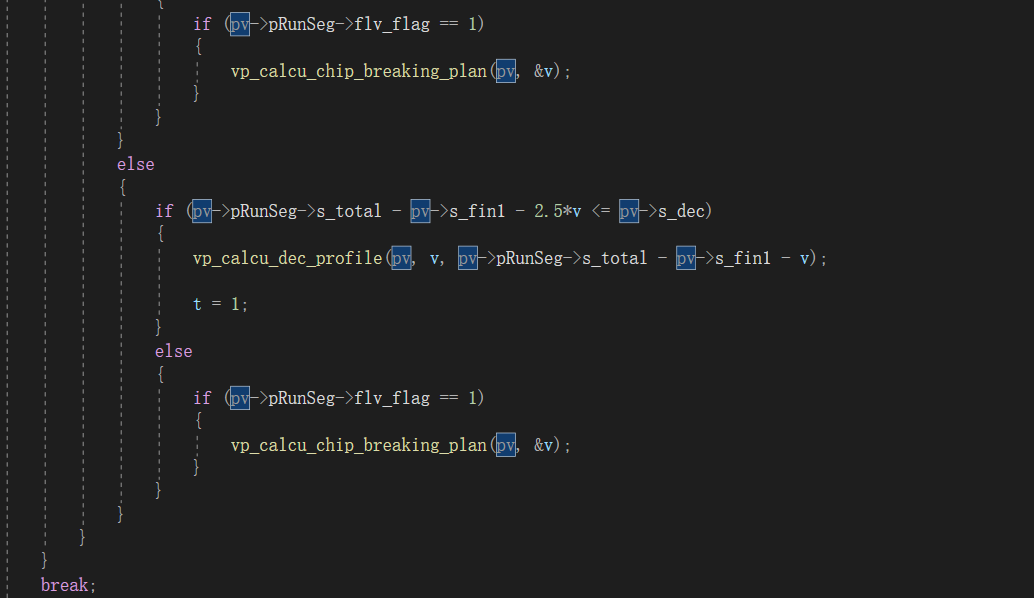 {
if (pv->pRunSeg->flv_flag == 1)
{
vp_calcu_chip_breaking_plan(pv, &v);
}
}
}
else
{
if (pv->pRunSeg->s_total - pv->s_fin1 - 2.5*v <= pv->s_dec)
{
vp_calcu_dec_profile(pv, v, pv->pRunSeg->s_total - pv->s_fin1 - v);
t = 1;
}
else
{
if (pv->pRunSeg->flv_flag == 1)
{
vp_calcu_chip_breaking_plan(pv, &v);
}
}
}
}
}
break;